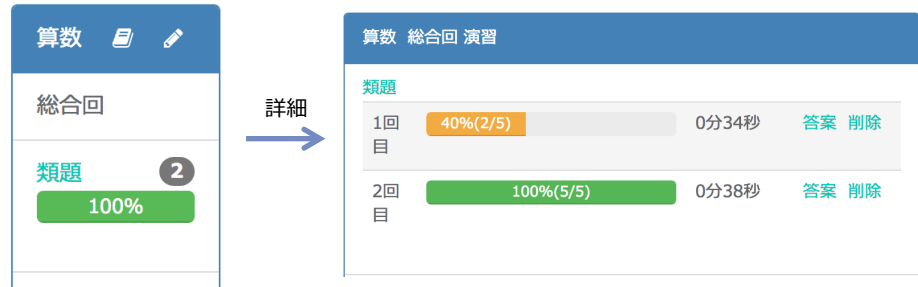 算数
総合回
類題 2
100%
詳細
算数 総合回 演習
類題
1回目 40%(2/5) 0分34秒 答案 削除
2回目 100%(5/5) 0分38秒 答案 削除